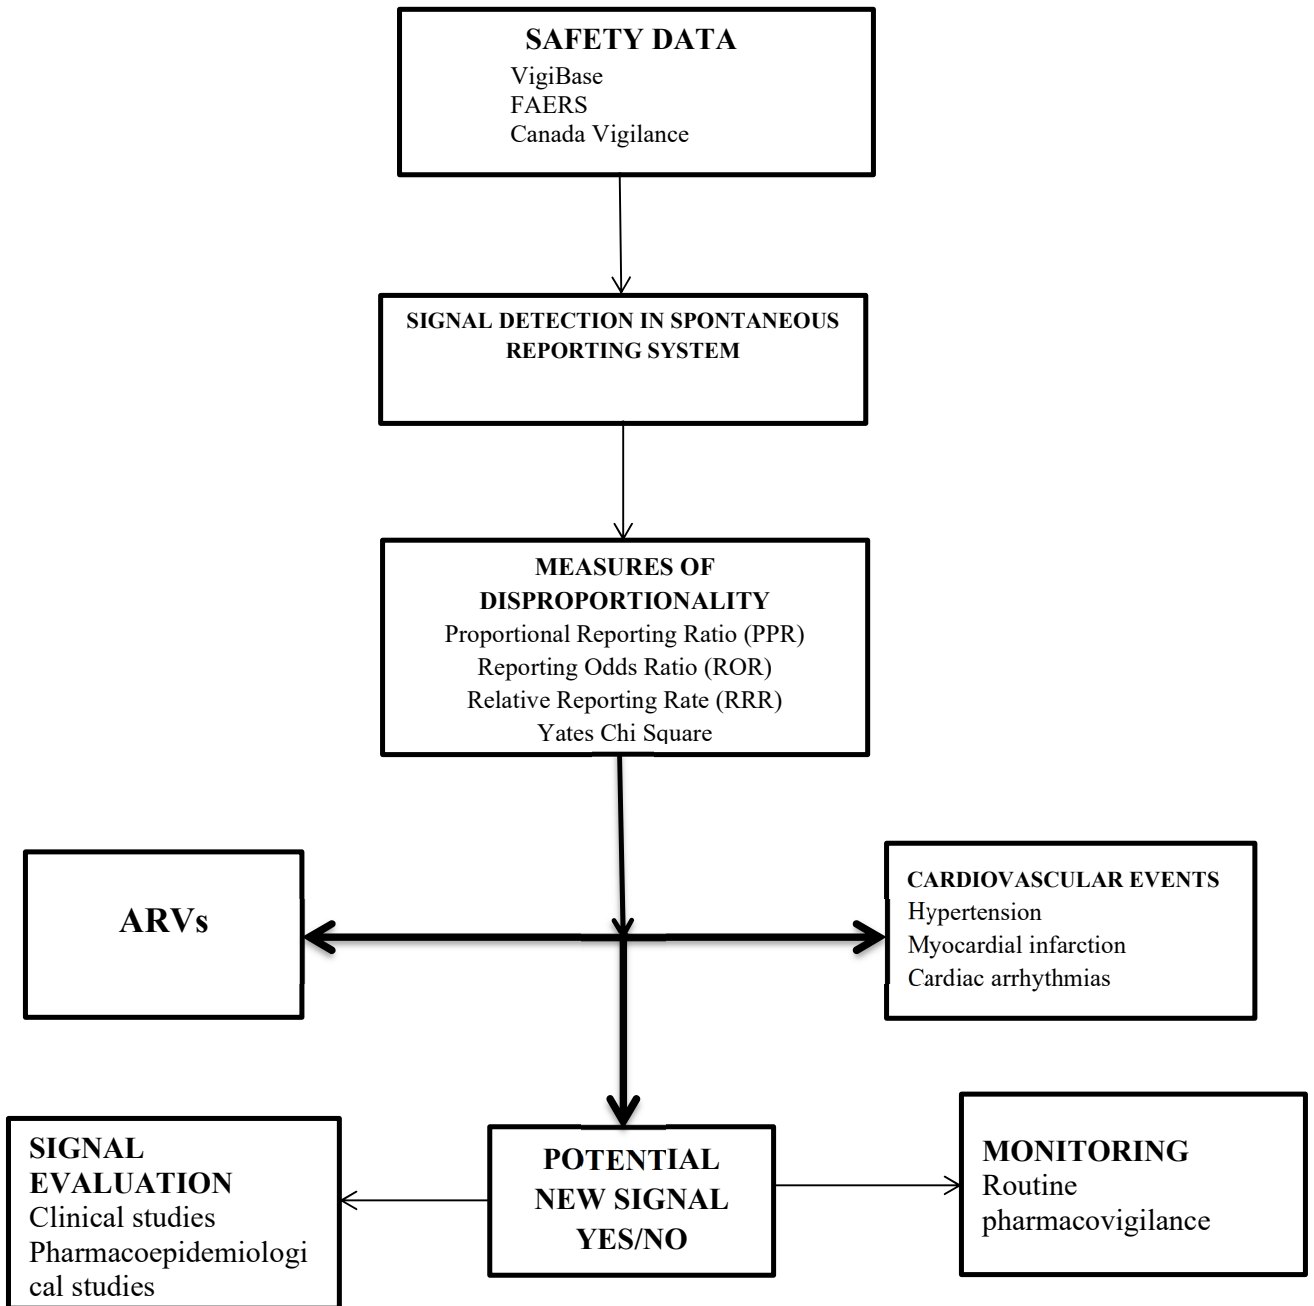 SAFETY DATA
VigiBase
FAERS
Canada Vigilance
SIGNAL DETECTION IN SPONTANEOUS
REPORTING SYSTEM
MEASURES OF
DISPROPORTIONALITY
Proportional Reporting Ratio (PPR)
Reporting Odds Ratio (ROR)
Relative Reporting Rate (RRR)
Yates Chi Square
ARVs
CARDIOVASCULAR EVENTS
Hypertension
Myocardial infarction
Cardiac arrhythmias
SIGNAL
EVALUATION
Clinical studies
Pharmacoepidemiologi
cal studies
POTENTIAL
NEW SIGNAL
YES/NO
MONITORING
Routine
pharmacovigilance